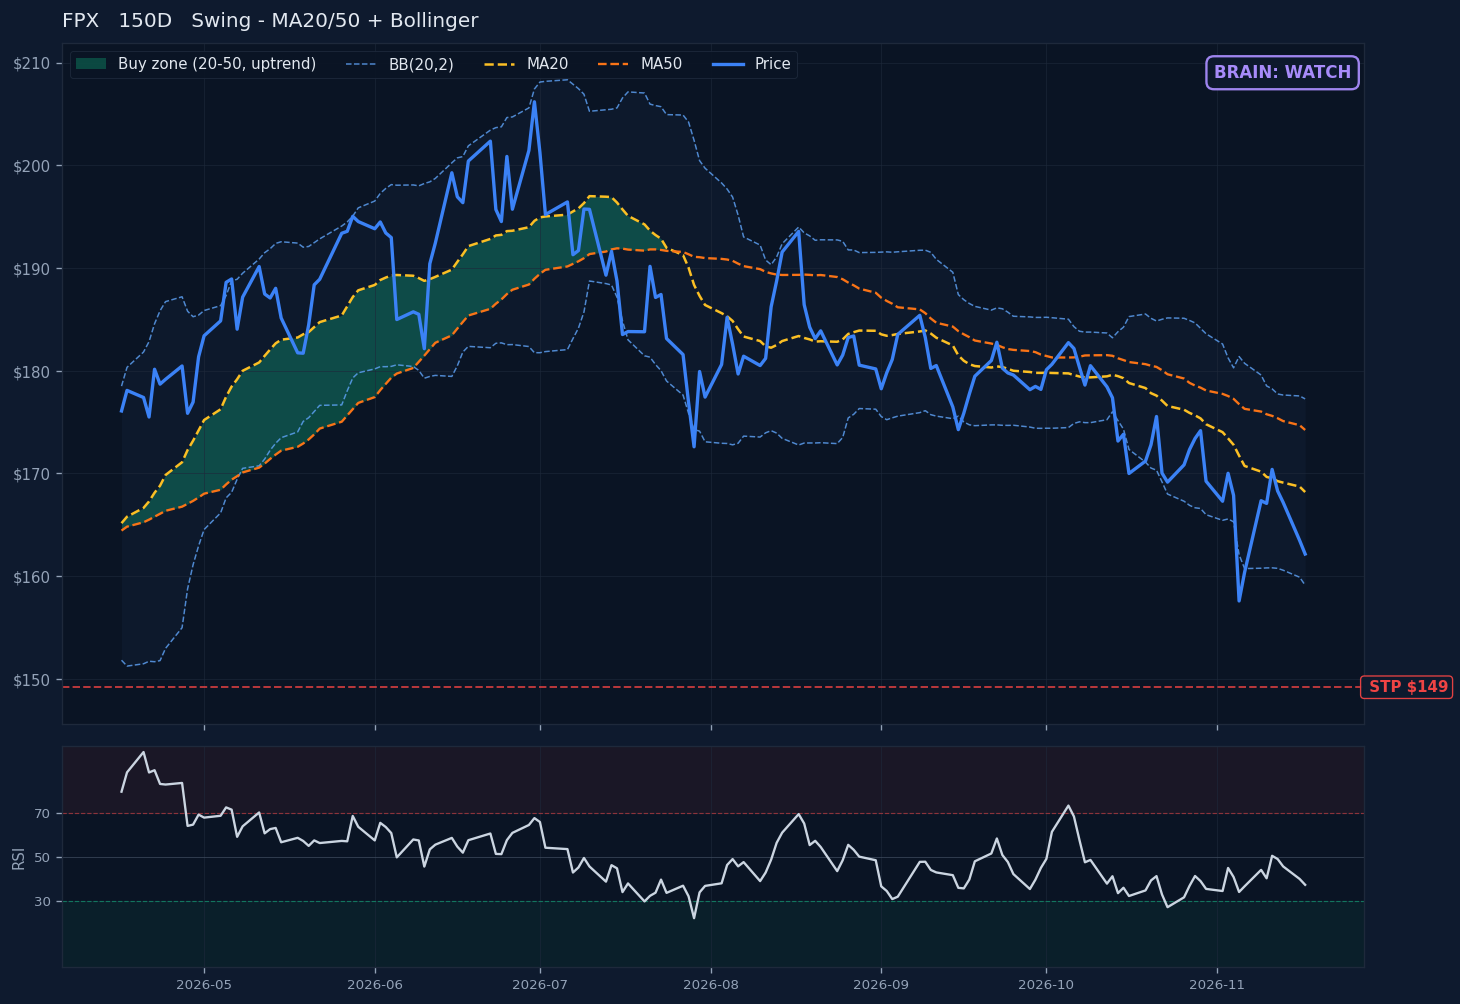 FPX   150D   Swing - MA20/50 + Bollinger
Buy zone (20-50, uptrend)   BB(20,2)   MA20   MA50   Price
BRAIN: WATCH
$210
$200
$190
$180
$170
$160
$150
STP $149
RSI
70
50
30
2026-05   2026-06   2026-07   2026-08   2026-09   2026-10   2026-11